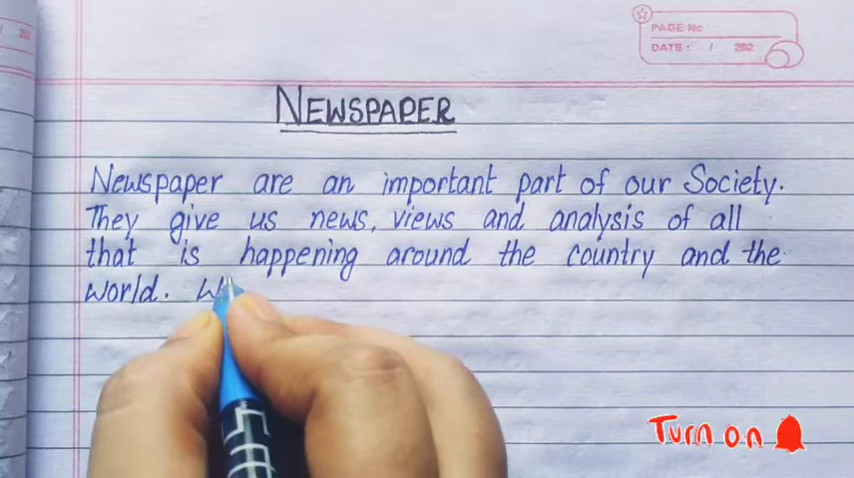 PAGE No
DATE: / 202
NEWSPAPER
Newspaper are an important part of our Society.
They give us news, views and analysis of all
that is happening around the country and the
world. W
Turn on